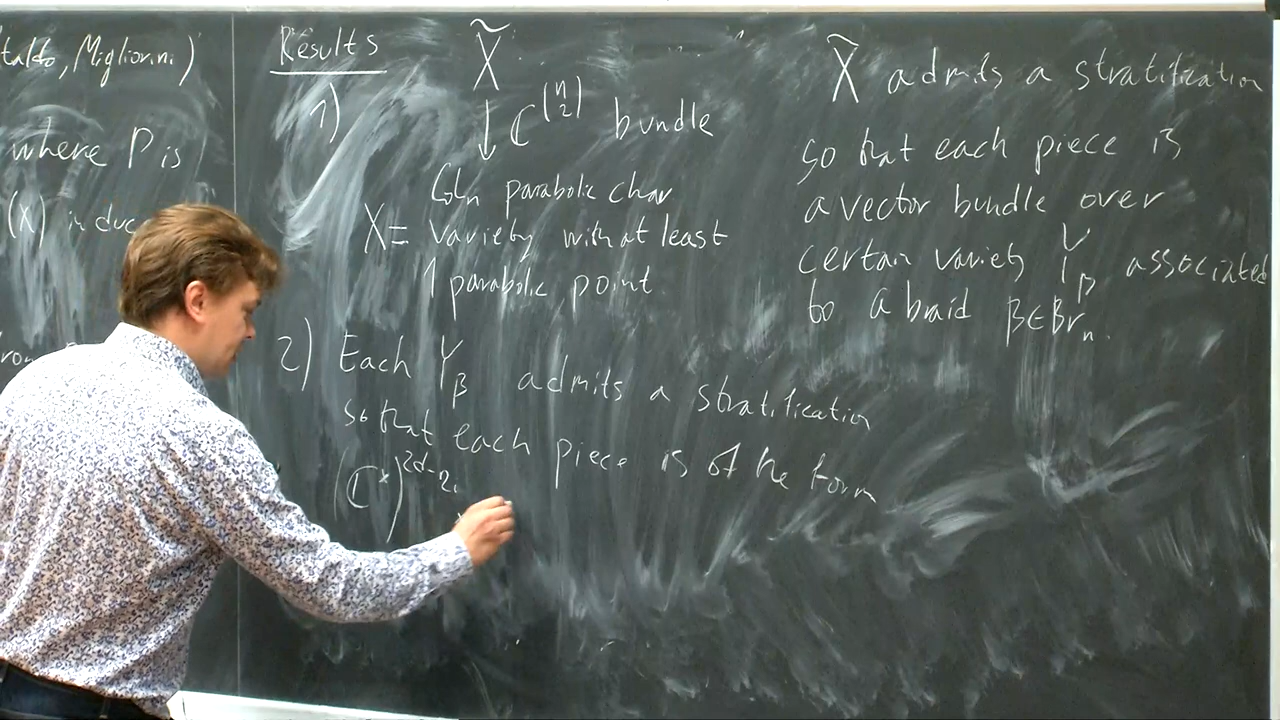 taldo, Migliorini)
where P is
(X) induc
Results
1)
X̃
↓ ℂ^(n 2) bundle
X = GLn parabolic char
variety with at least
1 parabolic point
X̃ admits a stratification
so that each piece is
a vector bundle over
certain variety Y_β associated
to a braid β∈Br_n.
2) Each Y_β admits a stratification
so that each piece is of the form
(ℂ^×)^{2d-2i